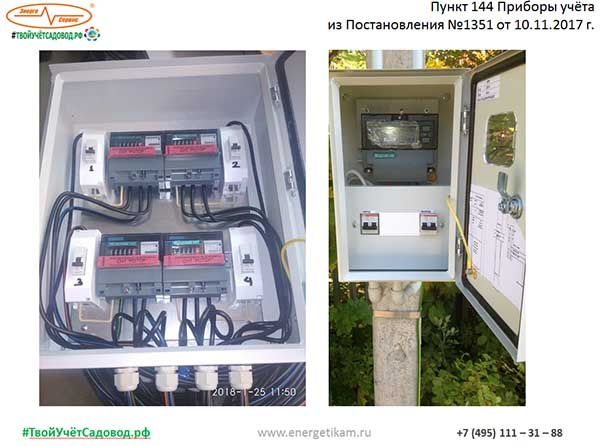 Энерго
Сервис
#ТВОЙУЧЁТСАДОВОД.РФ
Пункт 144 Приборы учёта
из Постановления №1351 от 10.11.2017 г.
1
2
3
4
2018-1-25 11:50
#ТвойУчётСадовод.рф
www.energetikam.ru
+7 (495) 111 – 31 – 88